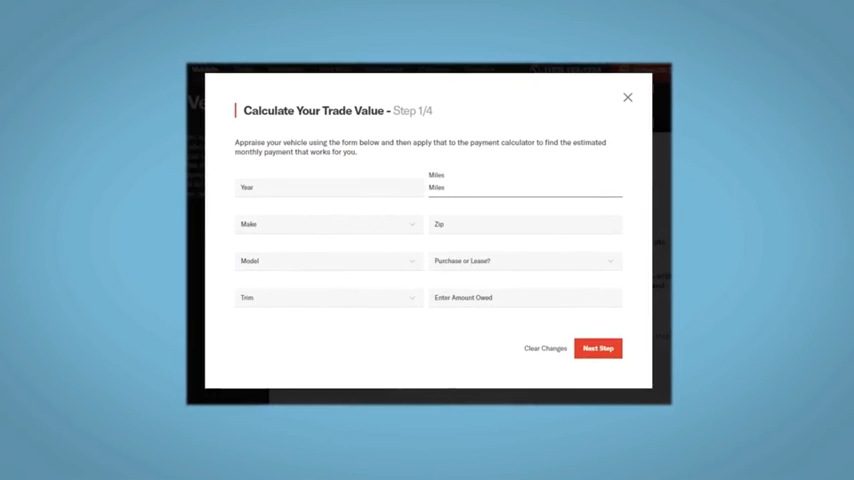 Calculate Your Trade Value - Step 1/4
Appraise your vehicle using the form below and then apply that to the payment calculator to find the estimated
monthly payment that works for you.
Miles
Year
Miles
Make
Zip
Model
Purchase or Lease?
Trim
Enter Amount Owed
Clear Changes
Next Step